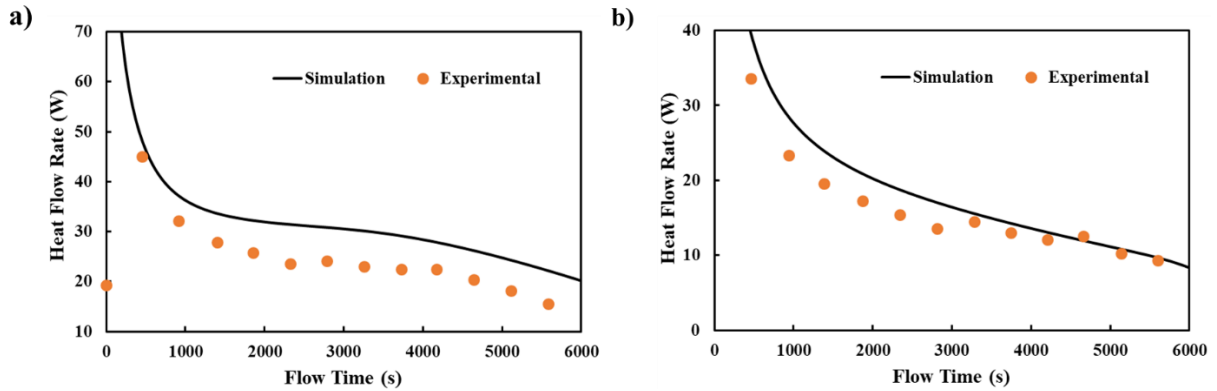 a)
70
60
50
40
30
20
10
Heat Flow Rate (W)
Simulation Experimental
0 1000 2000 3000 4000 5000 6000
Flow Time (s)
b)
40
30
20
10
0
Heat Flow Rate (W)
Simulation Experimental
0 1000 2000 3000 4000 5000 6000
Flow Time (s)